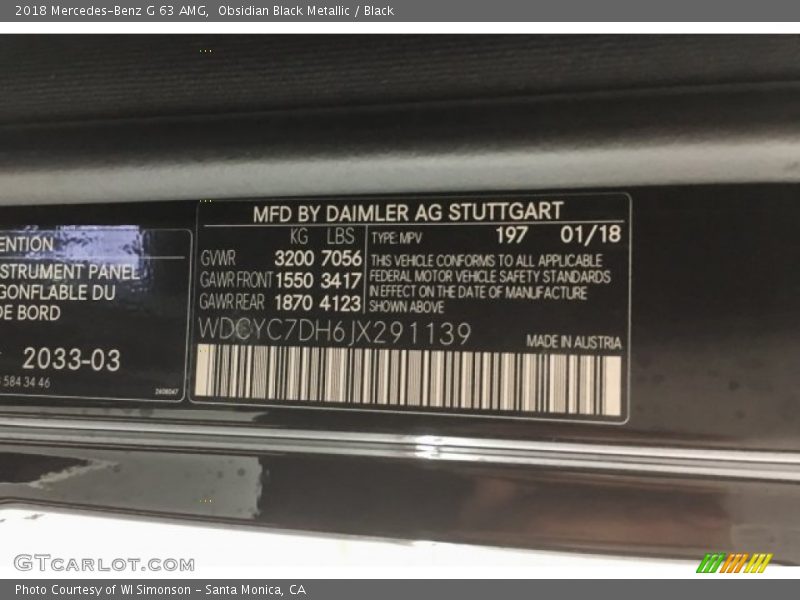 2018 Mercedes-Benz G 63 AMG,  Obsidian Black Metallic / Black
ENTION
STRUMENT PANEL
GONFLABLE DU
DE BORD
2033-03
584 34 46
2608047
MFD BY DAIMLER AG STUTTGART
KG LBS TYPE: MPV 197 01/18
GVWR 3200 7056
GAWR FRONT 1550 3417
GAWR REAR 1870 4123
THIS VEHICLE CONFORMS TO ALL APPLICABLE
FEDERAL MOTOR VEHICLE SAFETY STANDARDS
IN EFFECT ON THE DATE OF MANUFACTURE
SHOWN ABOVE
WDCYC7DH6JX291139
MADE IN AUSTRIA
GTCARLOT.COM
Photo Courtesy of WI Simonson - Santa Monica, CA